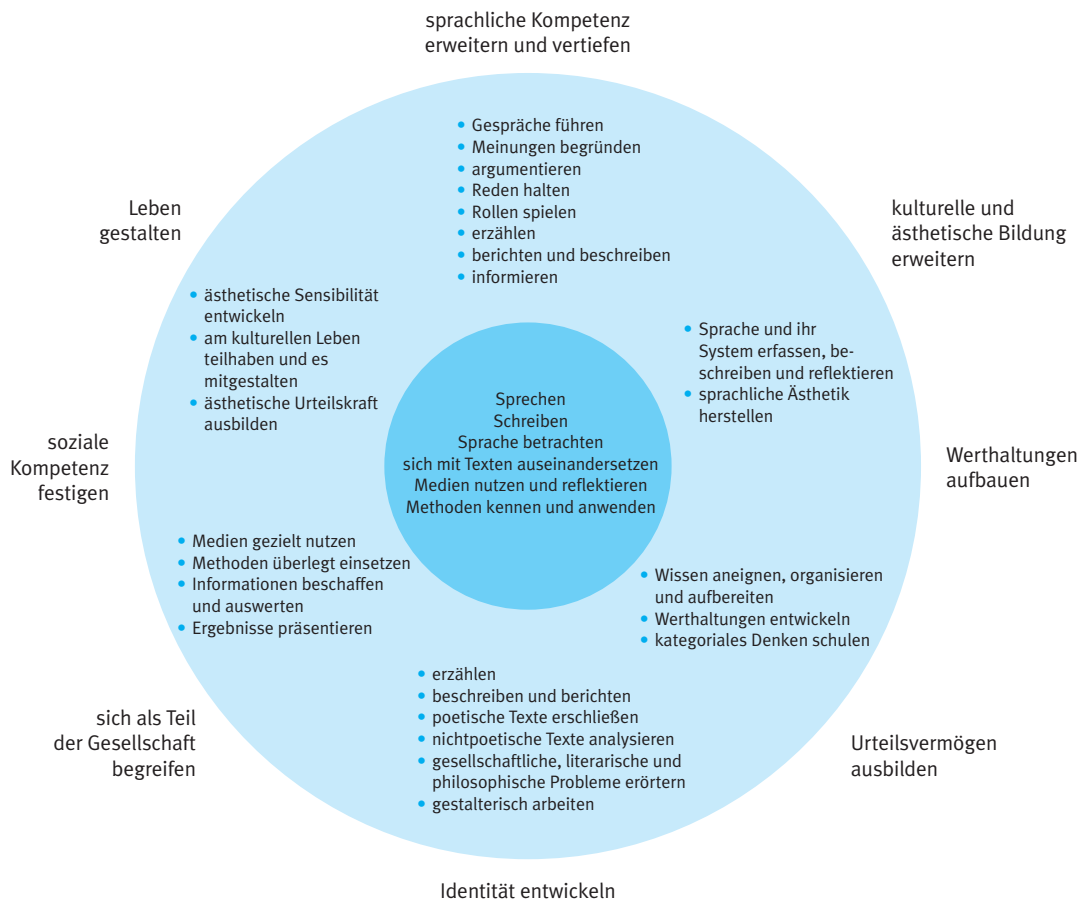 sprachliche Kompetenz
erweitern und vertiefen
• Gespräche führen
• Meinungen begründen
• argumentieren
• Reden halten
• Rollen spielen
• erzählen
• berichten und beschreiben
• informieren
Leben
gestalten
kulturelle und
ästhetische Bildung
erweitern
• ästhetische Sensibilität
entwickeln
• am kulturellen Leben
teilhaben und es
mitgestalten
• ästhetische Urteilskraft
ausbilden
• Sprache und ihr
System erfassen, be-
schreiben und reflektieren
• sprachliche Ästhetik
herstellen
Sprechen
Schreiben
Sprache betrachten
sich mit Texten auseinandersetzen
Medien nutzen und reflektieren
Methoden kennen und anwenden
soziale
Kompetenz
festigen
Werthaltungen
aufbauen
• Medien gezielt nutzen
• Methoden überlegt einsetzen
• Informationen beschaffen
und auswerten
• Ergebnisse präsentieren
• Wissen aneignen, organisieren
und aufbereiten
• Werthaltungen entwickeln
• kategoriales Denken schulen
• erzählen
• beschreiben und berichten
• poetische Texte erschließen
• nichtpoetische Texte analysieren
• gesellschaftliche, literarische und
philosophische Probleme erörtern
• gestalterisch arbeiten
sich als Teil
der Gesellschaft
begreifen
Urteilsvermögen
ausbilden
Identität entwickeln